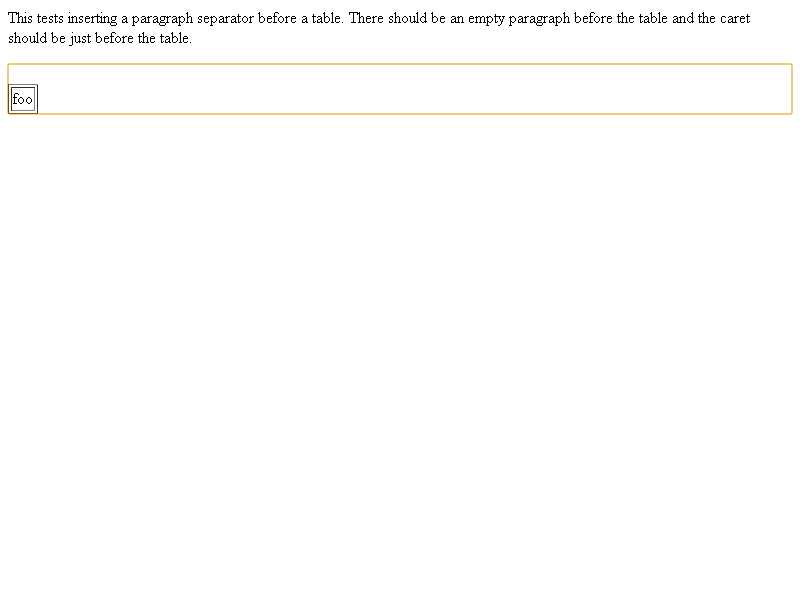 This tests inserting a paragraph separator before a table. There should be an empty paragraph before the table and the caret
should be just before the table.
foo